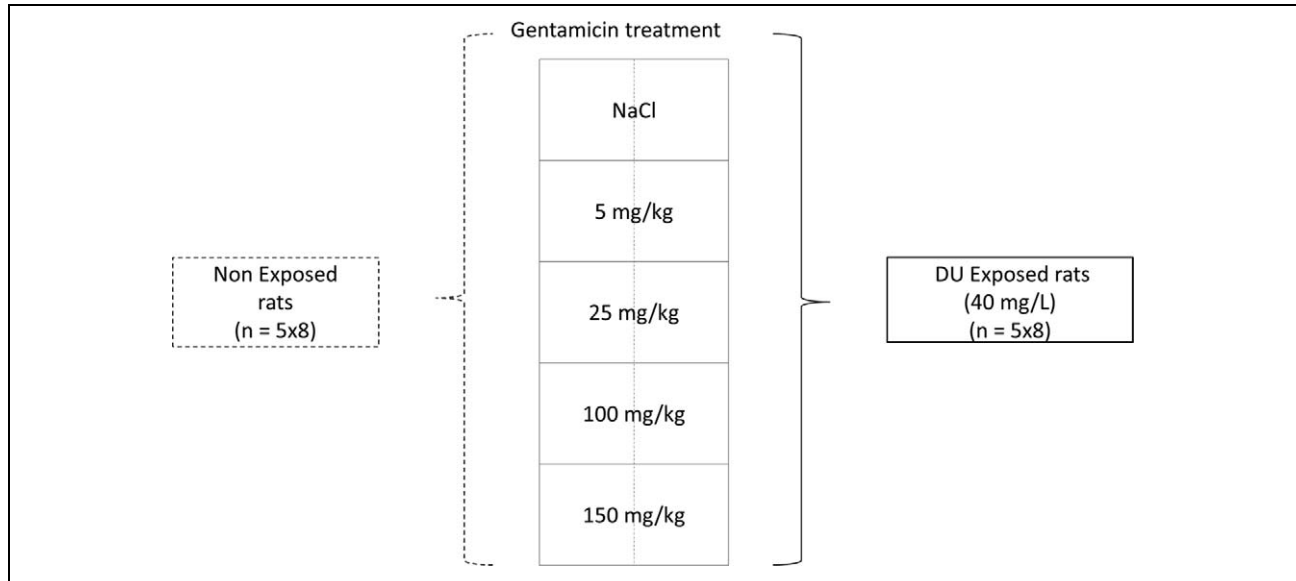 Gentamicin treatment
NaCl
5 mg/kg
25 mg/kg
100 mg/kg
150 mg/kg
Non Exposed
rats
(n = 5x8)
DU Exposed rats
(40 mg/L)
(n = 5x8)